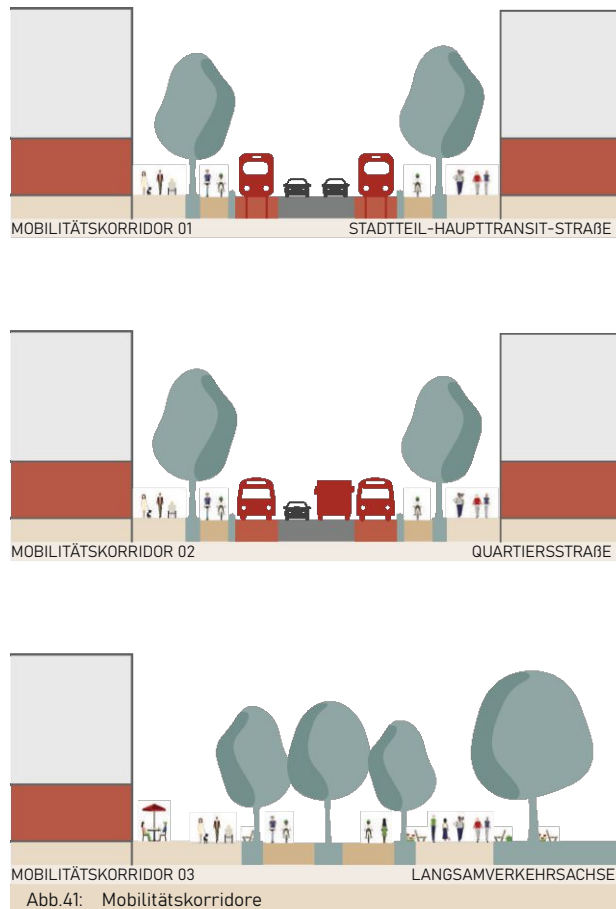 MOBILITÄTSKORRIDOR 01 STADTTEIL-HAUPTTRANSIT-STRAßE
MOBILITÄTSKORRIDOR 02 QUARTIERSSTRAßE
MOBILITÄTSKORRIDOR 03 LANGSAMVERKEHRSACHSE
Abb.41: Mobilitätskorridore